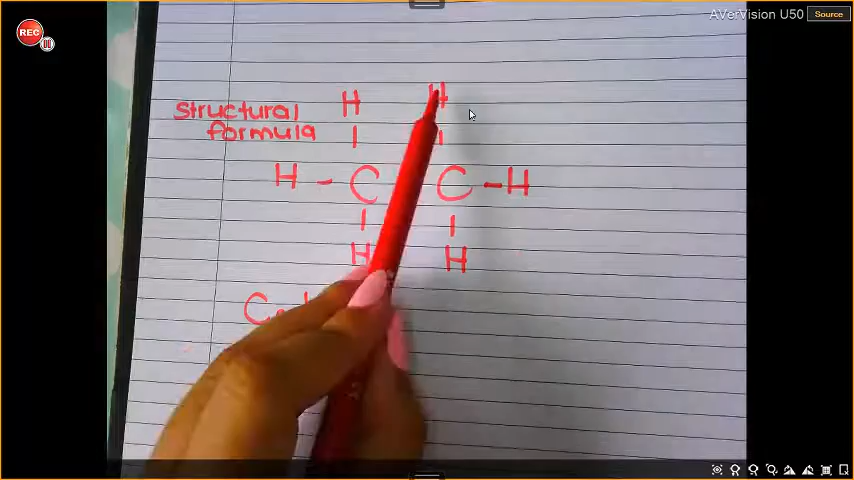 AVerVision U50 Source
REC
Structural H H
formula
H - C C - H
H H
C